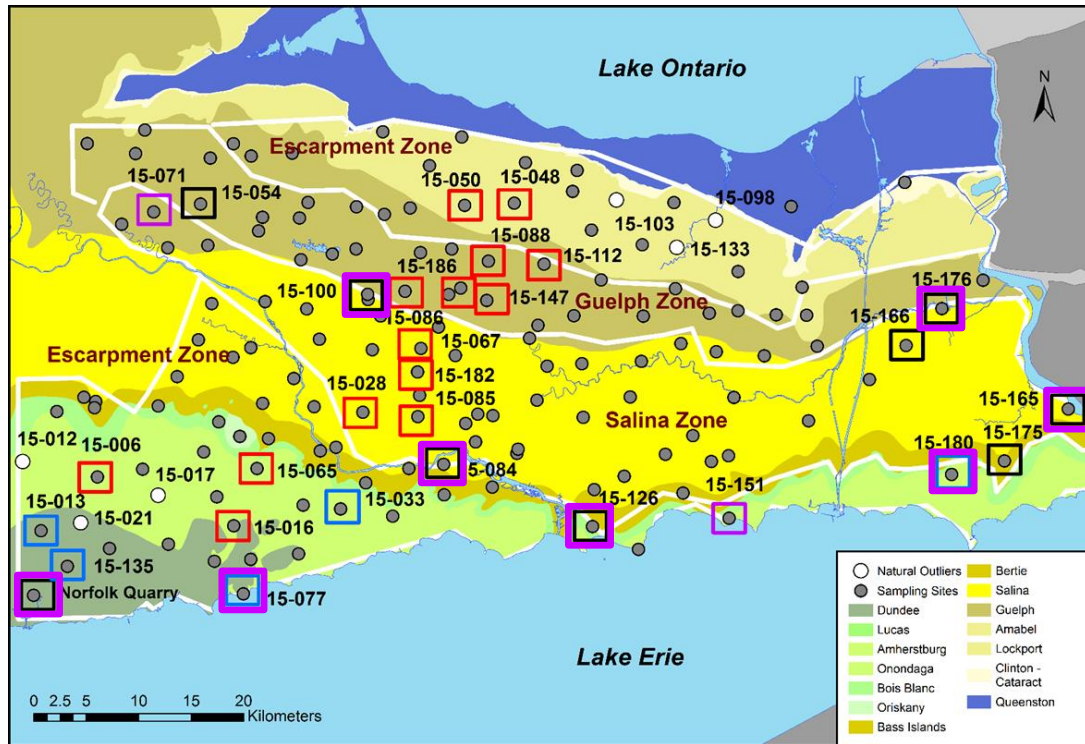 Lake Ontario
N
Escarpment Zone
15-071
15-054
15-050
15-048
15-098
15-103
15-133
15-088
15-112
15-186
15-100
15-147
Guelph Zone
15-176
15-086
15-166
15-067
Escarpment Zone
15-182
15-028
15-085
Salina Zone
15-165
15-012
15-006
15-017
15-065
5-084
15-180
15-175
15-013
15-033
15-151
15-021
15-016
15-126
15-135
Norfolk Quarry
15-077
Lake Erie
0 2.5 5 10 15 20
Kilometers
Natural Outliers
Sampling Sites
Dundee
Lucas
Amherstburg
Onondaga
Bois Blanc
Oriskany
Bass Islands
Bertie
Salina
Guelph
Amabel
Lockport
Clinton -
Cataract
Queenston